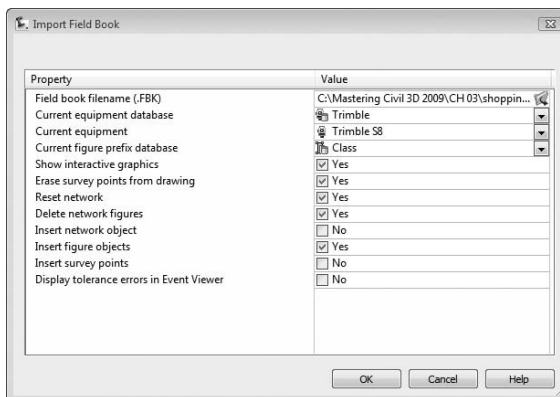 Import Field Book
Property Value
Field book filename (.FBK) C:\Mastering Civil 3D 2009\CH 03\shoppin...
Current equipment database Trimble
Current equipment Trimble S8
Current figure prefix database Class
Show interactive graphics Yes
Erase survey points from drawing Yes
Reset network Yes
Delete network figures Yes
Insert network object No
Insert figure objects Yes
Insert survey points No
Display tolerance errors in Event Viewer No
OK Cancel Help